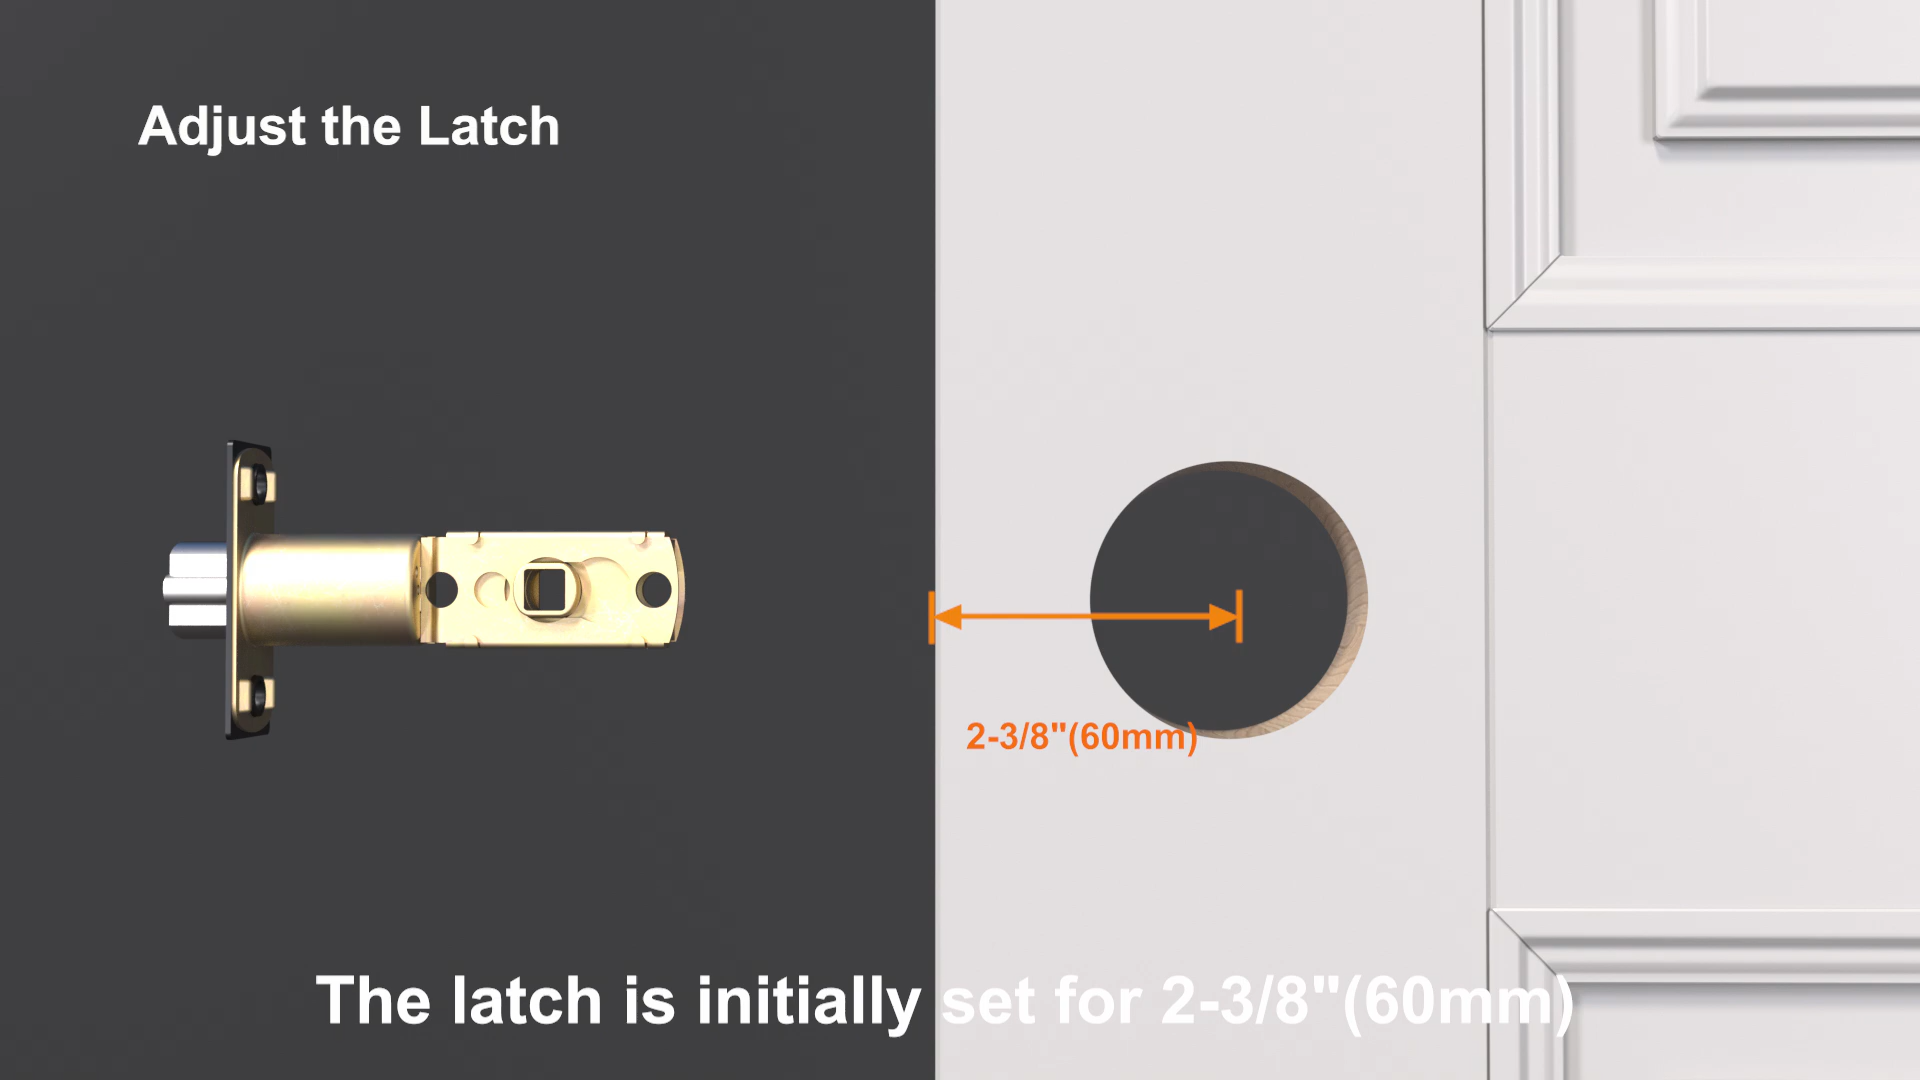 Adjust the Latch
2-3/8"(60mm)
The latch is initially set for 2-3/8"(60mm)